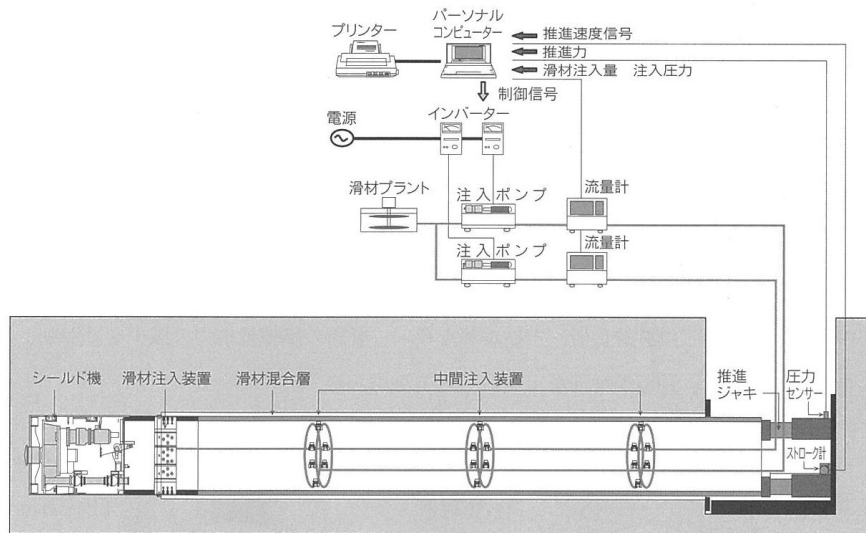 プリンター
パーソナル
コンピューター
推進速度信号
推進力
滑材注入量 注入圧力
制御信号
電源
インバーター
滑材プラント
注入ポンプ
流量計
注入ポンプ
流量計
シールド機
滑材注入装置
滑材混合層
中間注入装置
推進
ジャキ
圧力
センサー
ストローク計